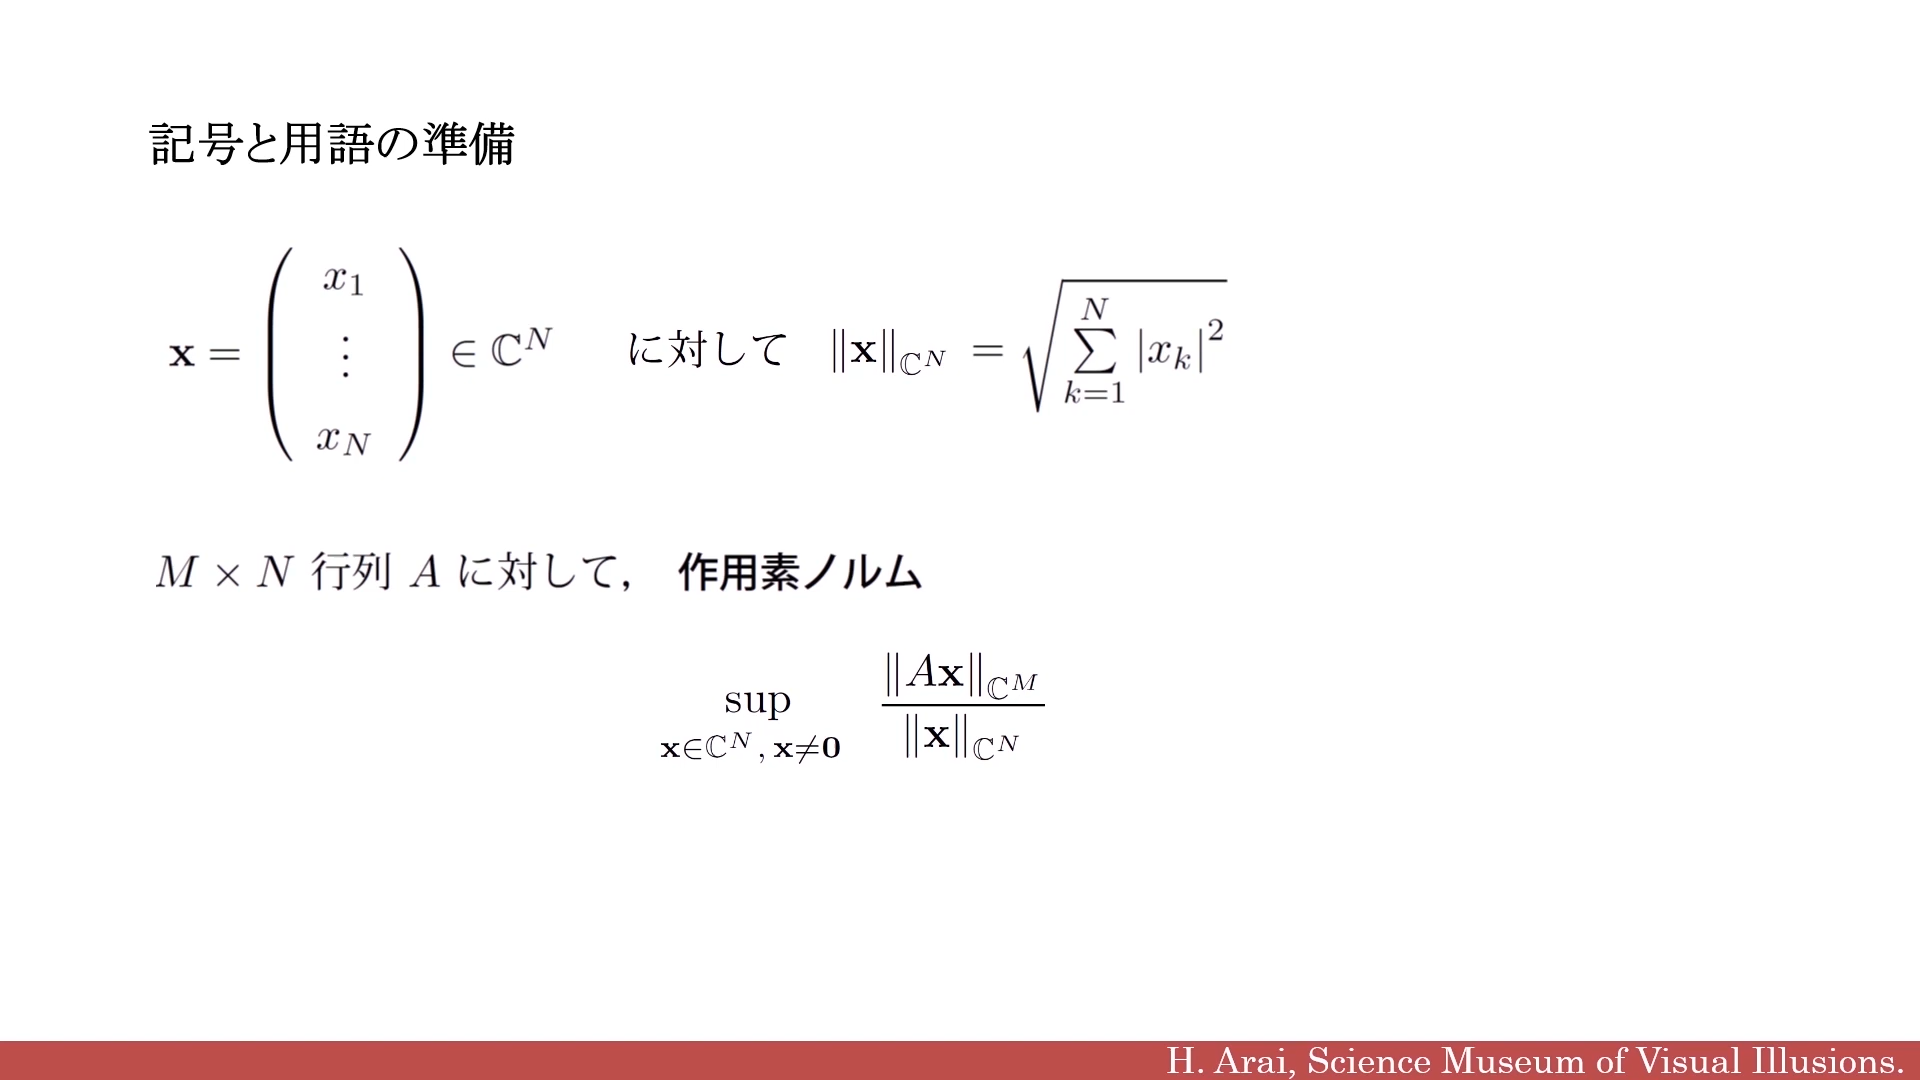 記号と用語の準備
x = ( x_1 ⋮ x_N ) ∈ ℂ^N に対して ‖x‖_{ℂ^N} = √( ∑_{k=1}^{N} |x_k|^2 )
M × N 行列 A に対して, 作用素ノルム
sup_{x∈ℂ^N, x≠0} ‖Ax‖_{ℂ^M} / ‖x‖_{ℂ^N}
H. Arai, Science Museum of Visual Illusions.